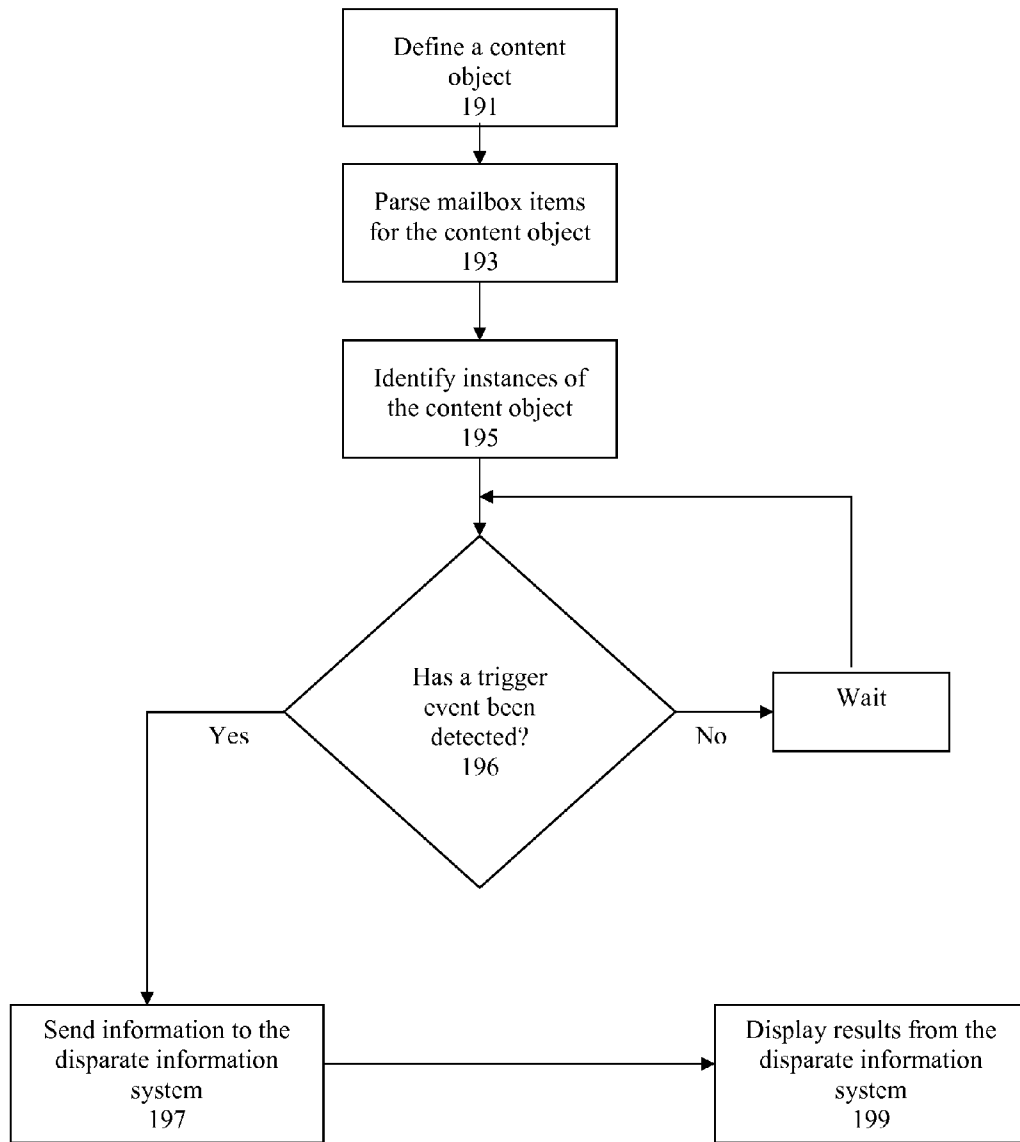 Define a content
object
191
Parse mailbox items
for the content object
193
Identify instances of
the content object
195
Has a trigger
event been
detected?
196
Yes
No
Wait
Send information to the
disparate information
system
197
Display results from the
disparate information
system
199